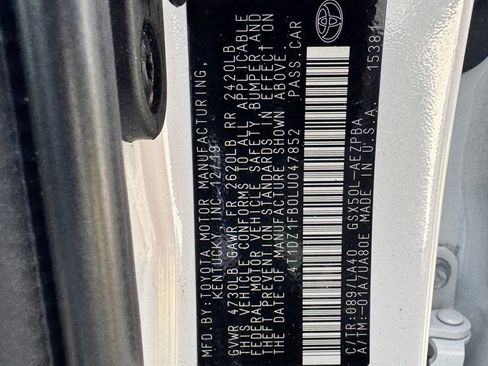 MFD. BY: TOYOTA MOTOR MANUFACTURING,
KENTUCKY, INC. 12/19
GVWR 4730LB GAWR FR 2620LB RR 2420LB
THIS VEHICLE CONFORMS TO ALL APPLICABLE
FEDERAL MOTOR VEHICLE SAFETY, BUMPER, AND
THEFT PREVENTION STANDARDS IN EFFECT ON
THE DATE OF MANUFACTURE SHOWN ABOVE.
4T1DZ1FB0LU047852 PASS.CAR
C/TR:089/LA40 GSX50L-AEZPBA
A/TM:-01A/UA80E MADE IN U.S.A. 15381